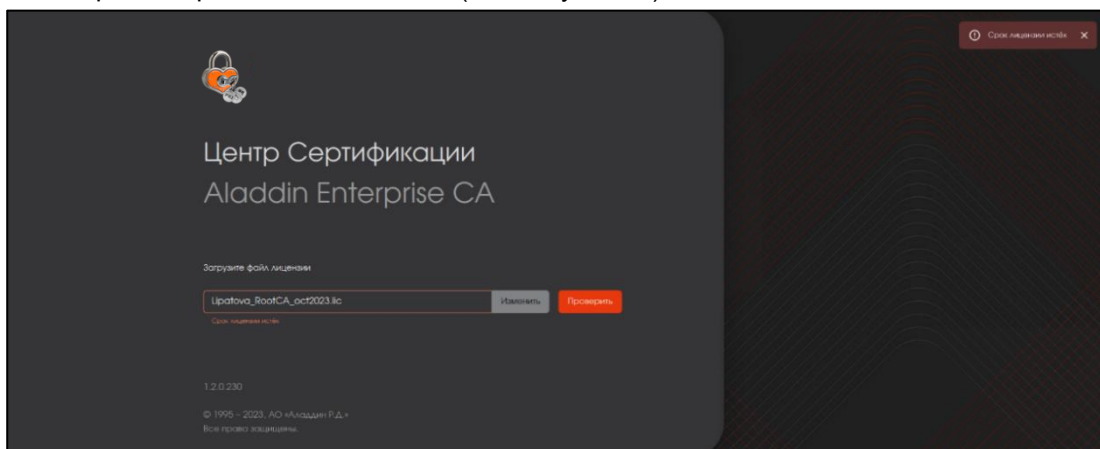 Срок лицензии истёк
Центр Сертификации
Aladdin Enterprise CA
Загрузите файл лицензии
Lipatova_RootCA_oct2023.lic
Изменить
Проверить
Срок лицензии истёк
1.2.0.230
© 1995 – 2023, АО «Аладдин Р.Д.»
Все права защищены.